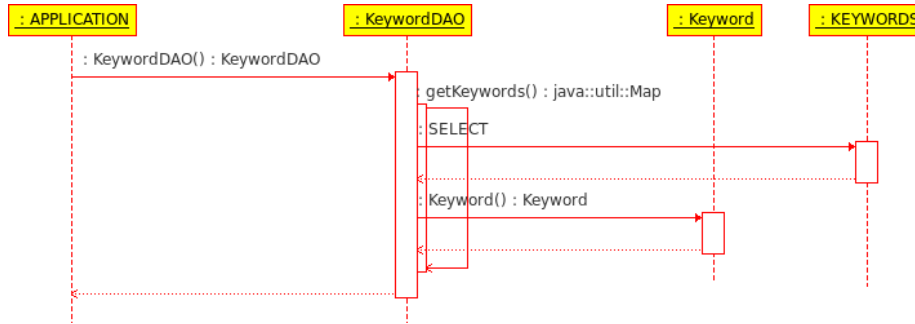 : APPLICATION
: KeywordDAO
: Keyword
: KEYWORDS
: KeywordDAO() : KeywordDAO
: getKeywords() : java::util::Map
: SELECT
: Keyword() : Keyword